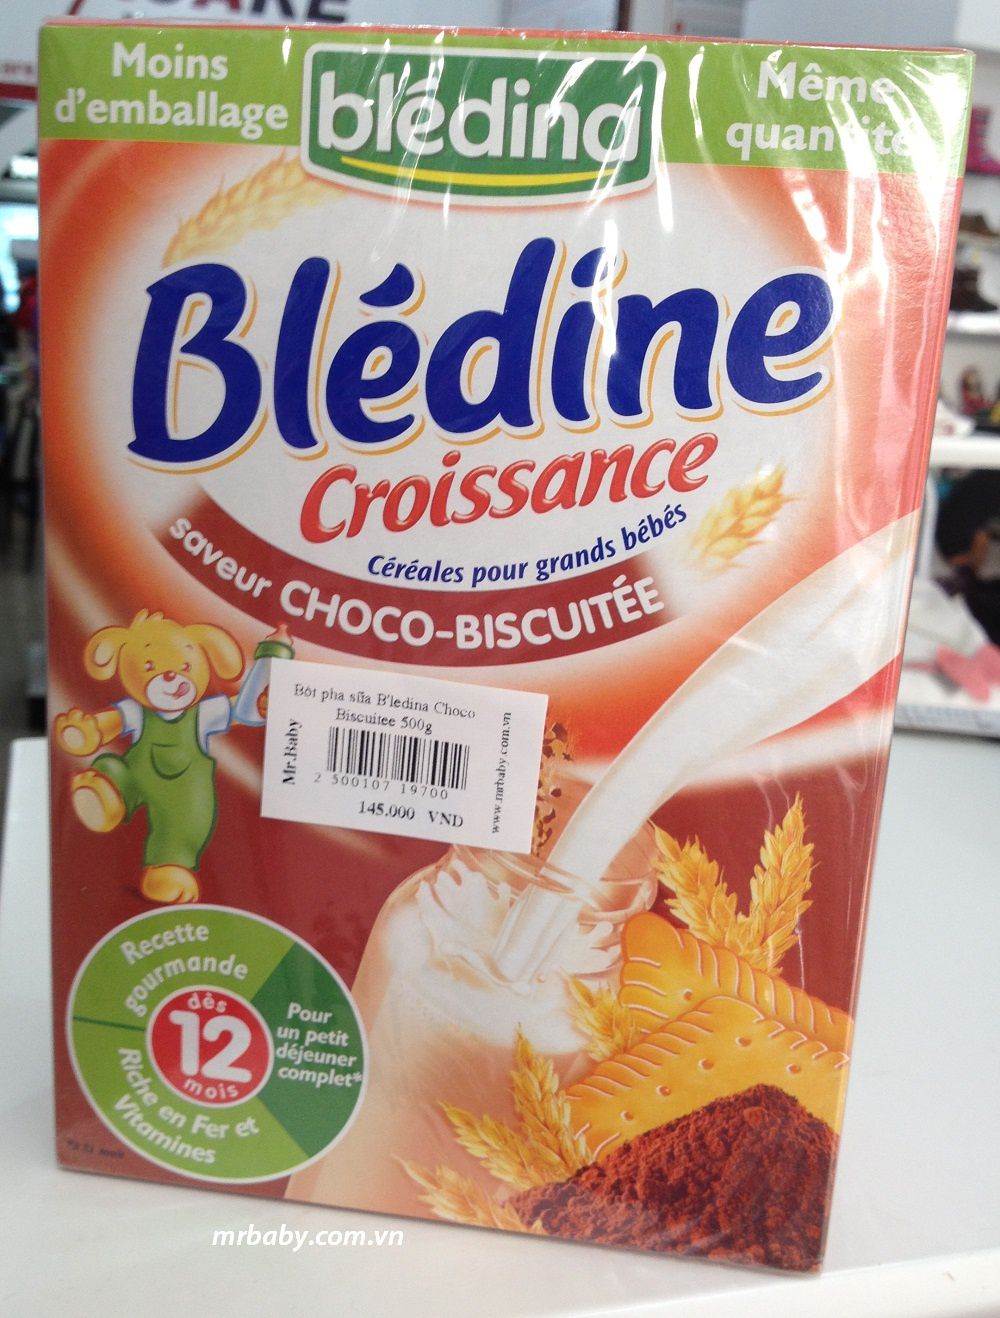 Moins
d'emballage
blédina
Même
quantité
Blédine
Croissance
Céréales pour grands bébés
saveur CHOCO-BISCUITÉE
Bột pha sữa B'ledina Choco
Biscuitee 500g
Mr.Baby
www.mrbaby.com.vn
2 500107 19700
145.000 VND
Recette
gourmande
dès
12
mois
Pour
un petit
déjeuner
complet*
Riche en Fer et
Vitamines
mrbaby.com.vn